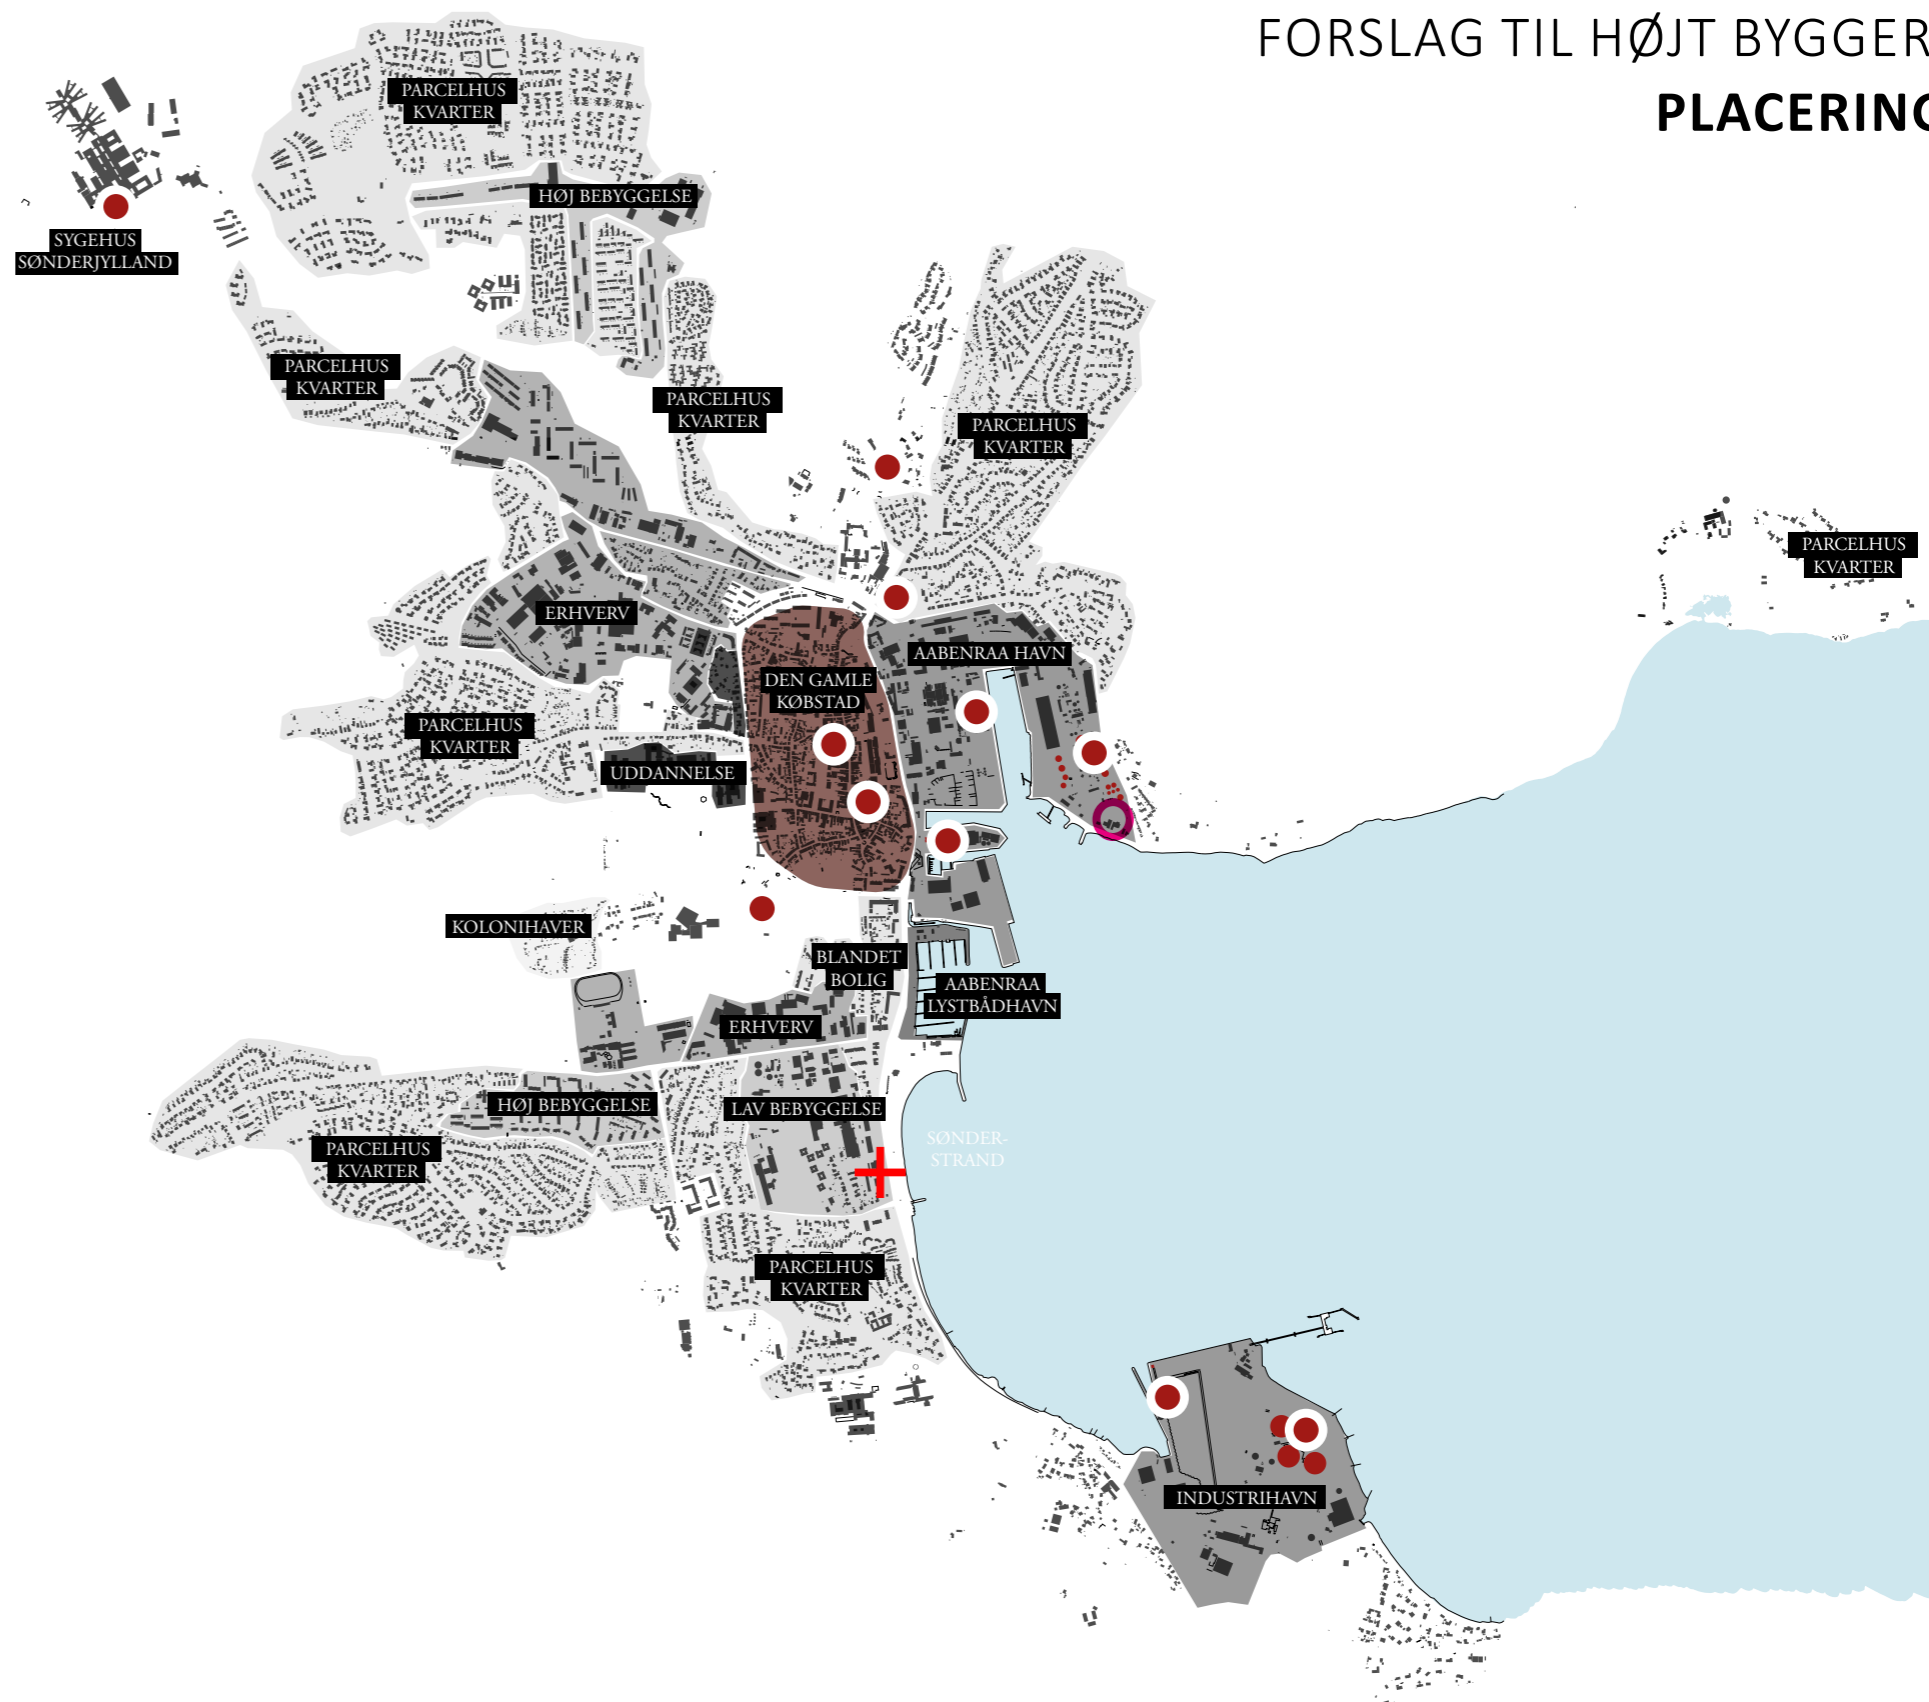 FORSLAG TIL HØJT BYGGER
PLACERING
PARCELHUS
KVARTER
HØJ BEBYGGELSE
SYGEHUS
SØNDERJYLLAND
PARCELHUS
KVARTER
PARCELHUS
KVARTER
PARCELHUS
KVARTER
PARCELHUS
KVARTER
ERHVERV
AABENRAA HAVN
DEN GAMLE
KØBSTAD
PARCELHUS
KVARTER
UDDANNELSE
KOLONIHAVER
BLANDET
BOLIG
AABENRAA
LYSTBÅDHAVN
ERHVERV
HØJ BEBYGGELSE
LAV BEBYGGELSE
PARCELHUS
KVARTER
SØNDER-
STRAND
PARCELHUS
KVARTER
INDUSTRIHAVN